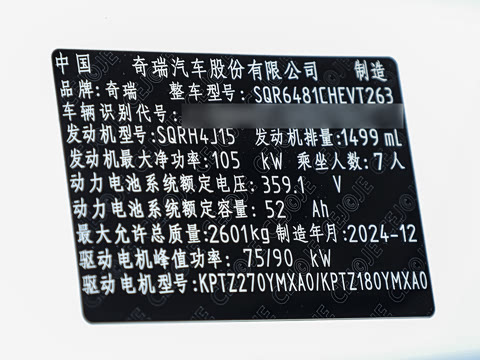 中国 奇瑞汽车股份有限公司 制造
品牌:奇瑞 整车型号:SQR6481CHEVT263
车辆识别代号:
发动机型号:SQRH4J15 发动机排量:1499 mL
发动机最大净功率:105 kW 乘坐人数:7人
动力电池系统额定电压:359.1 V
动力电池系统额定容量:52 Ah
最大允许总质量:2601kg 制造年月:2024-12
驱动电机峰值功率:75/90 kW
驱动电机型号:KPTZ270YMXA0/KPTZ180YMXA0